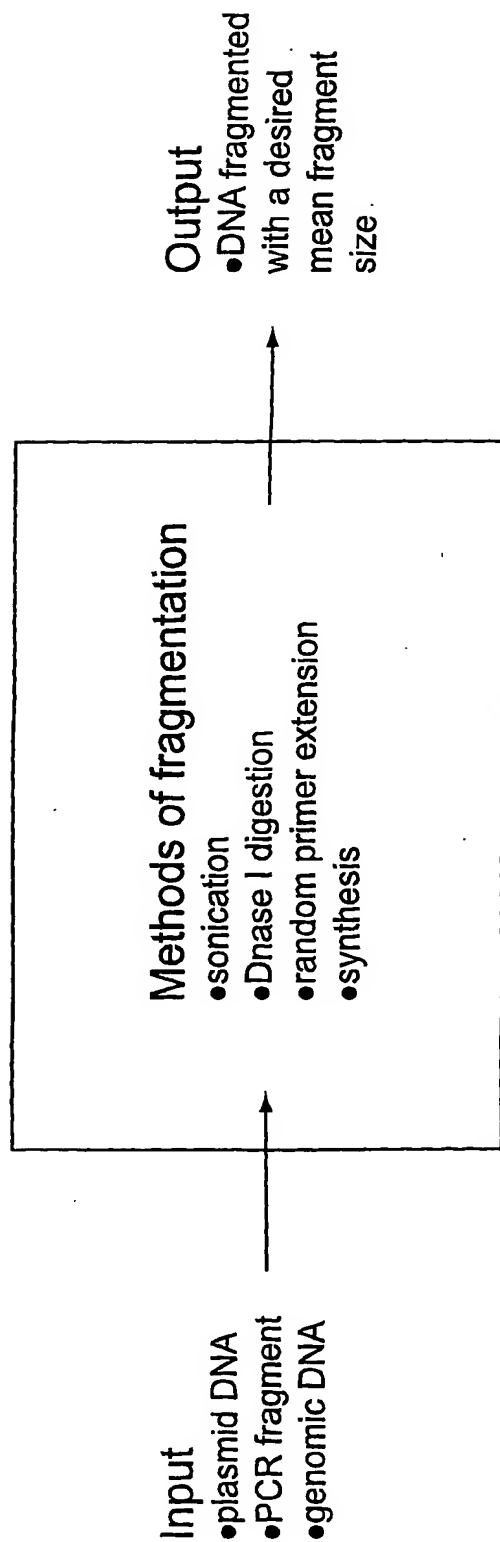 Input
•plasmid DNA
•PCR fragment
•genomic DNA
Methods of fragmentation
•sonication
•Dnase I digestion
•random primer extension
•synthesis
Output
•DNA fragmented
with a desired
mean fragment
size.